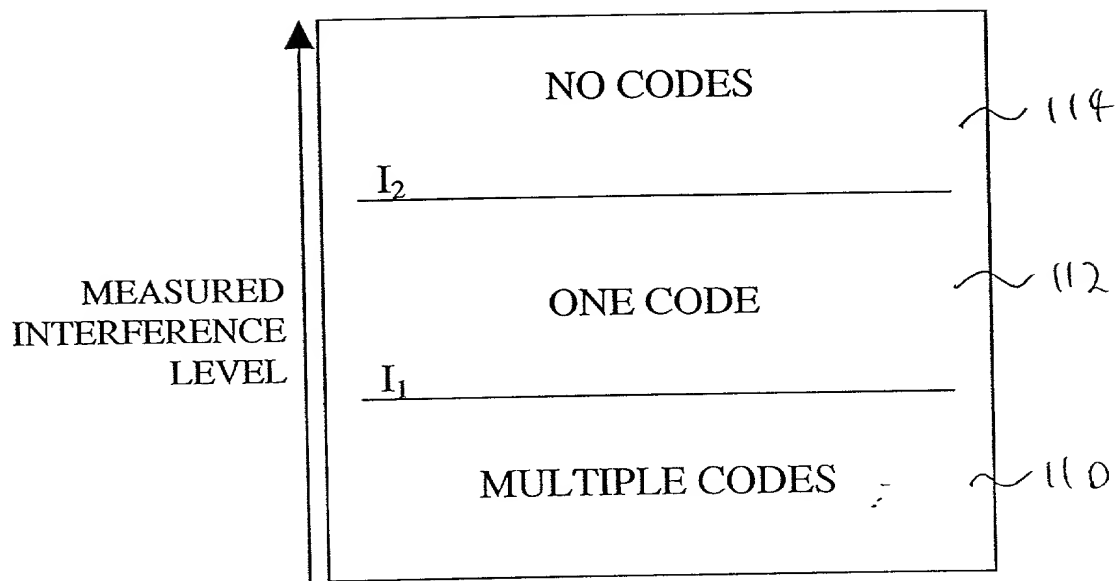 NO CODES
114
I₂
MEASURED
INTERFERENCE
LEVEL
ONE CODE
112
I₁
MULTIPLE CODES
110